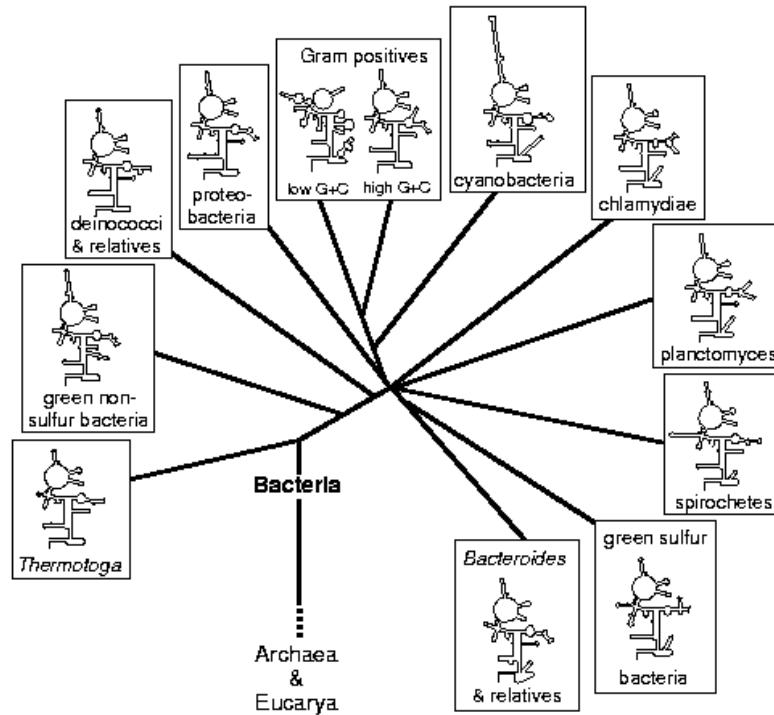 Gram positives
low G+C
high G+C
cyanobacteria
proteo-
bacteria
chlamydiae
deinococci
& relatives
planctomyces
green non-
sulfur bacteria
spirochetes
Bacteria
Thermotoga
green sulfur
bacteria
Bacteroides
& relatives
Archaea
&
Eucarya